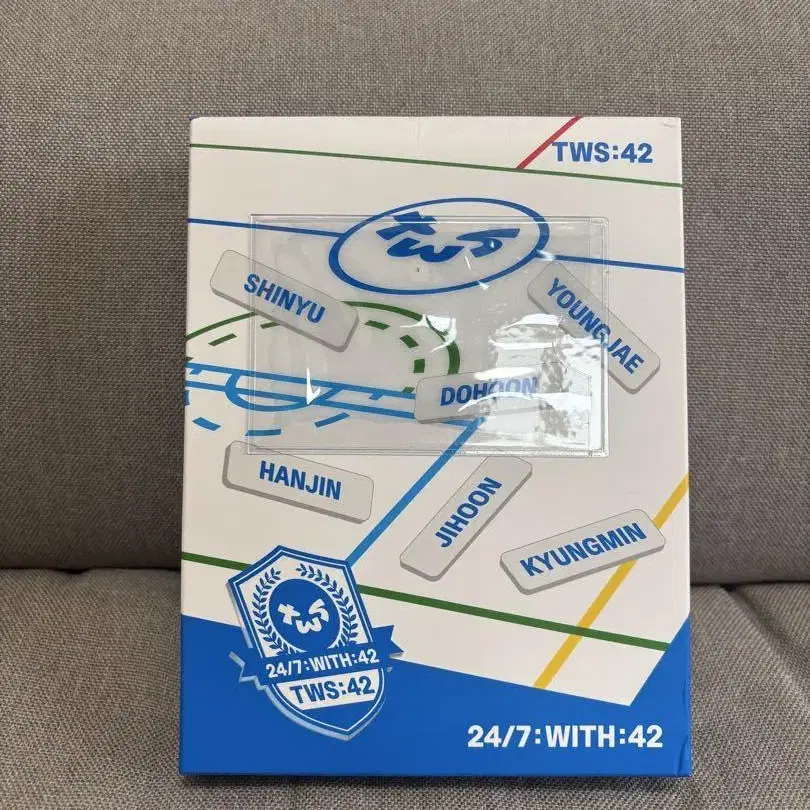 TWS:42
tws
SHINYU
YOUNGJAE
DOHOON
HANJIN
JIHOON
KYUNGMIN
tws
24/7:WITH:42
TWS:42
24/7:WITH:42